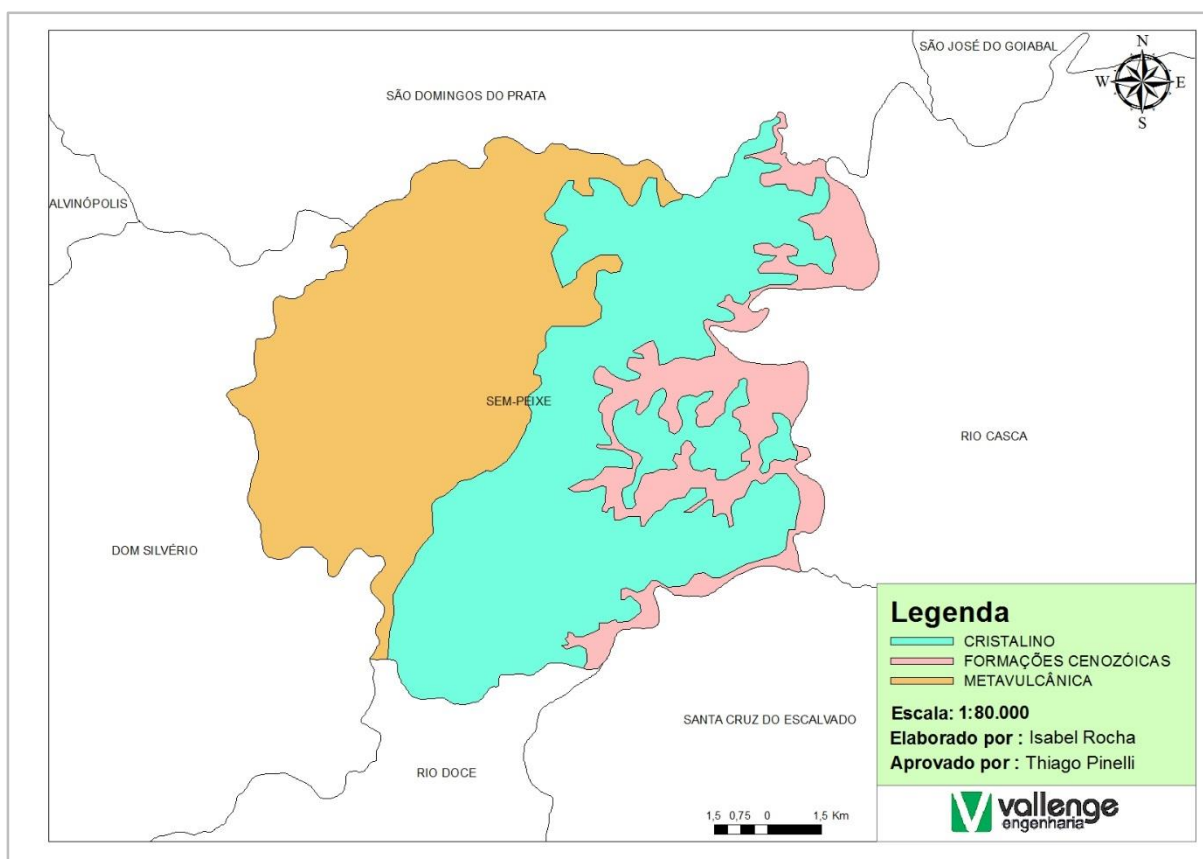 SÃO JOSÉ DO GOIABAL
N
W
E
S
SÃO DOMINGOS DO PRATA
ALVINÓPOLIS
SEM-PEIXE
RIO CASCA
DOM SILVÉRIO
SANTA CRUZ DO ESCALVADO
RIO DOCE
Legenda
CRISTALINO
FORMAÇÕES CENOZÓICAS
METAVULCÂNICA
Escala: 1:80.000
Elaborado por : Isabel Rocha
Aprovado por : Thiago Pinelli
1,5 0,75 0 1,5 Km
vallenge
engenharia